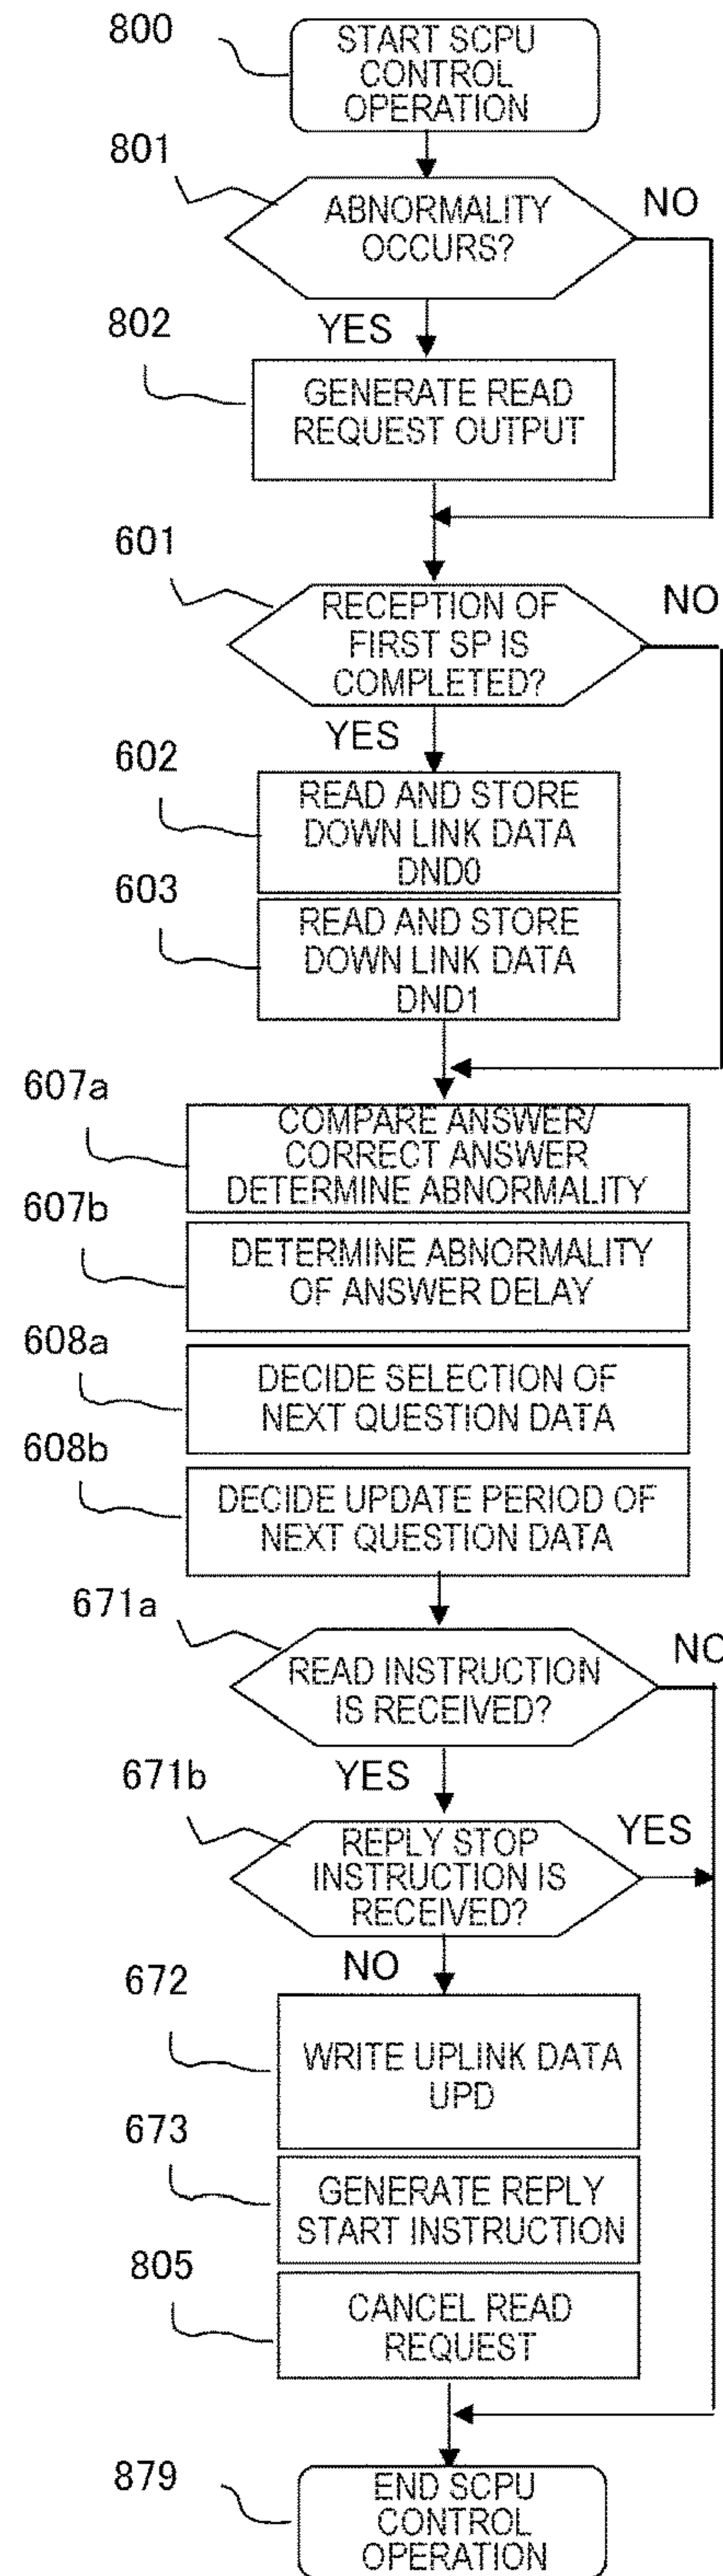 800
START SCPU
CONTROL
OPERATION
801
ABNORMALITY
OCCURS?
NO
YES
802
GENERATE READ
REQUEST OUTPUT
601
RECEPTION OF
FIRST SP IS
COMPLETED?
NO
YES
602
READ AND STORE
DOWN LINK DATA
DND0
603
READ AND STORE
DOWN LINK DATA
DND1
607a
COMPARE ANSWER/
CORRECT ANSWER
DETERMINE ABNORMALITY
607b
DETERMINE ABNORMALITY
OF ANSWER DELAY
608a
DECIDE SELECTION OF
NEXT QUESTION DATA
608b
DECIDE UPDATE PERIOD OF
NEXT QUESTION DATA
671a
READ INSTRUCTION
IS RECEIVED?
NO
YES
671b
REPLY STOP
INSTRUCTION IS
RECEIVED?
YES
NO
672
WRITE UPLINK DATA
UPD
673
GENERATE REPLY
START INSTRUCTION
805
CANCEL READ
REQUEST
879
END SCPU
CONTROL
OPERATION